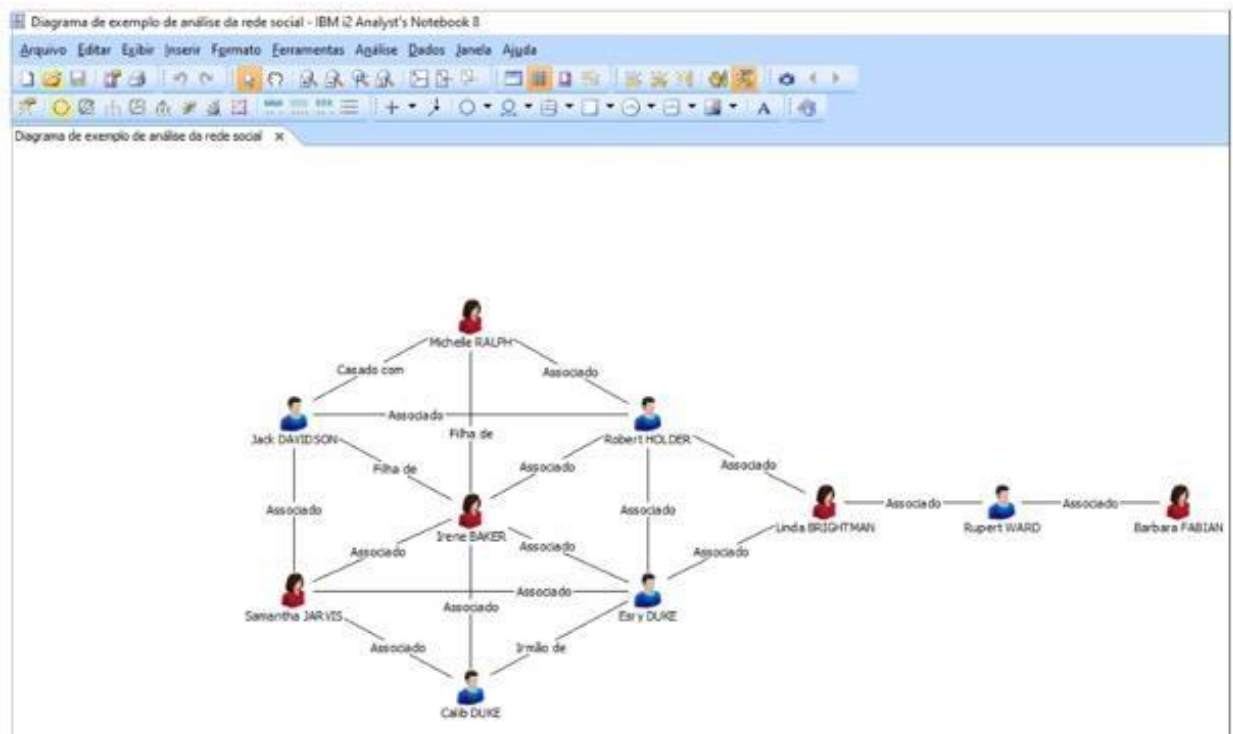 Diagrama de exemplo de análise da rede social - IBM i2 Analyst's Notebook 8
Arquivo Editar Exibir Inserir Formato Ferramentas Análise Dados Janela Ajuda
A
Diagrama de exemplo de análise da rede social x
Michelle RALPH
Casado com
Associado
Associado
Jack DAVIDSON
Robert HOLDER
Filha de
Filha de
Associado
Associado
Associado
Associado
Associado
Associado
Linda BRIGHTMAN
Rupert WARD
Barbara FABIAN
Irene BAKER
Associado
Associado
Associado
Associado
Samantha JARVIS
Associado
Esry DUKE
Associado
Irmão de
Calib DUKE